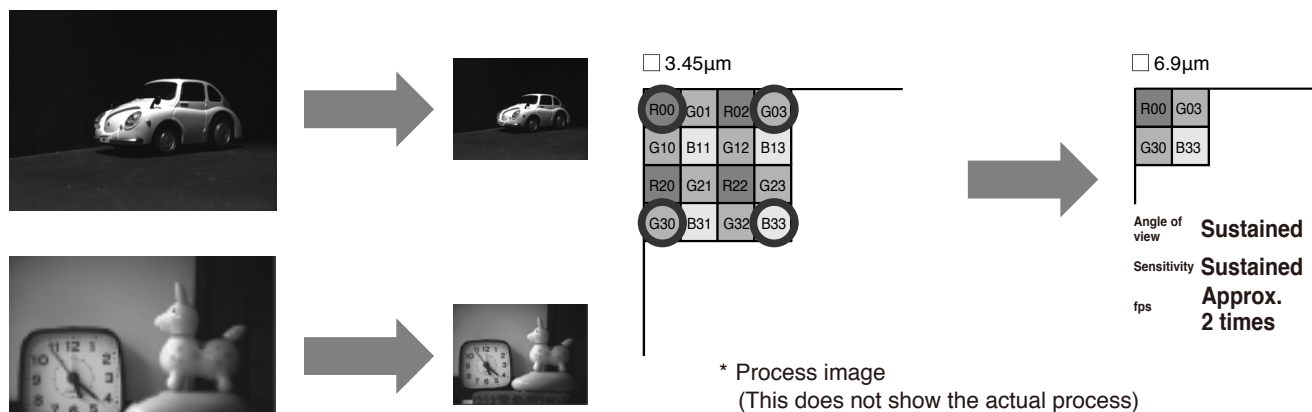 □ 3.45µm
R00 G01 R02 G03
G10 B11 G12 B13
R20 G21 R22 G23
G30 B31 G32 B33
□ 6.9µm
R00 G03
G30 B33
Angle of
view Sustained
Sensitivity Sustained
fps Approx.
2 times
* Process image
(This does not show the actual process)